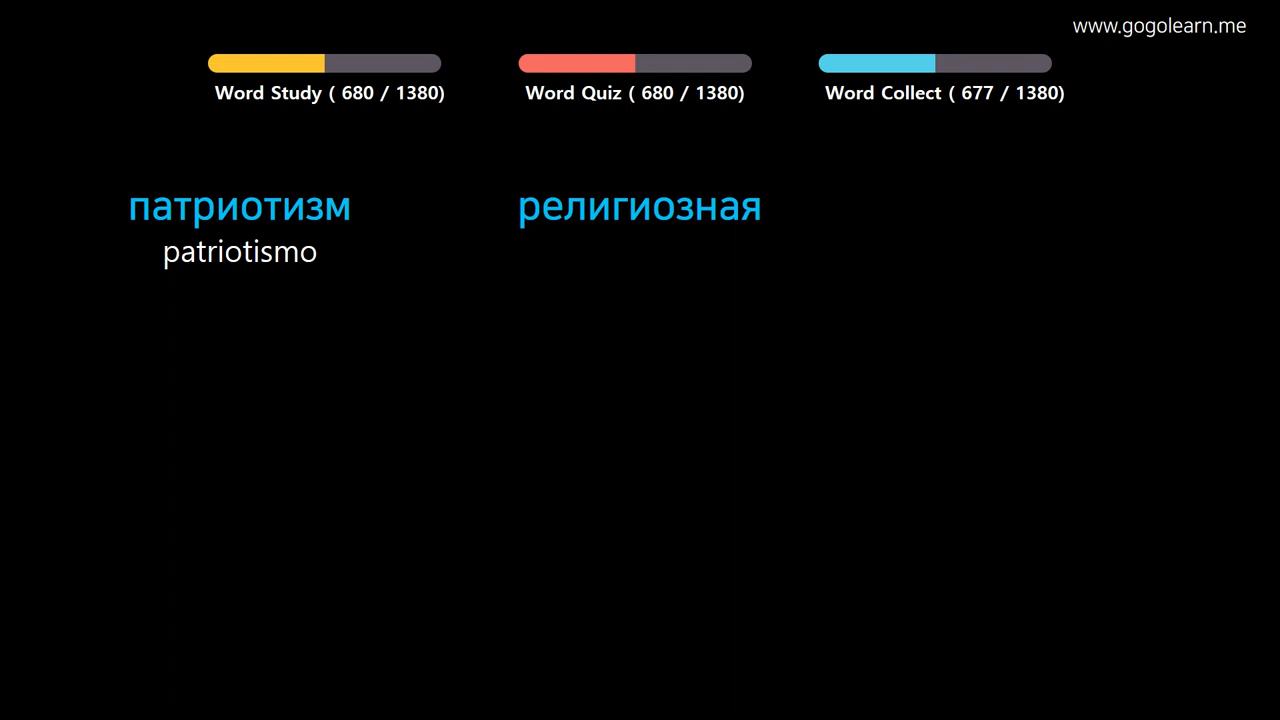 www.gogolearn.me
Word Study ( 680 / 1380)
Word Quiz ( 680 / 1380)
Word Collect ( 677 / 1380)
патриотизм
patriotismo
религиозная